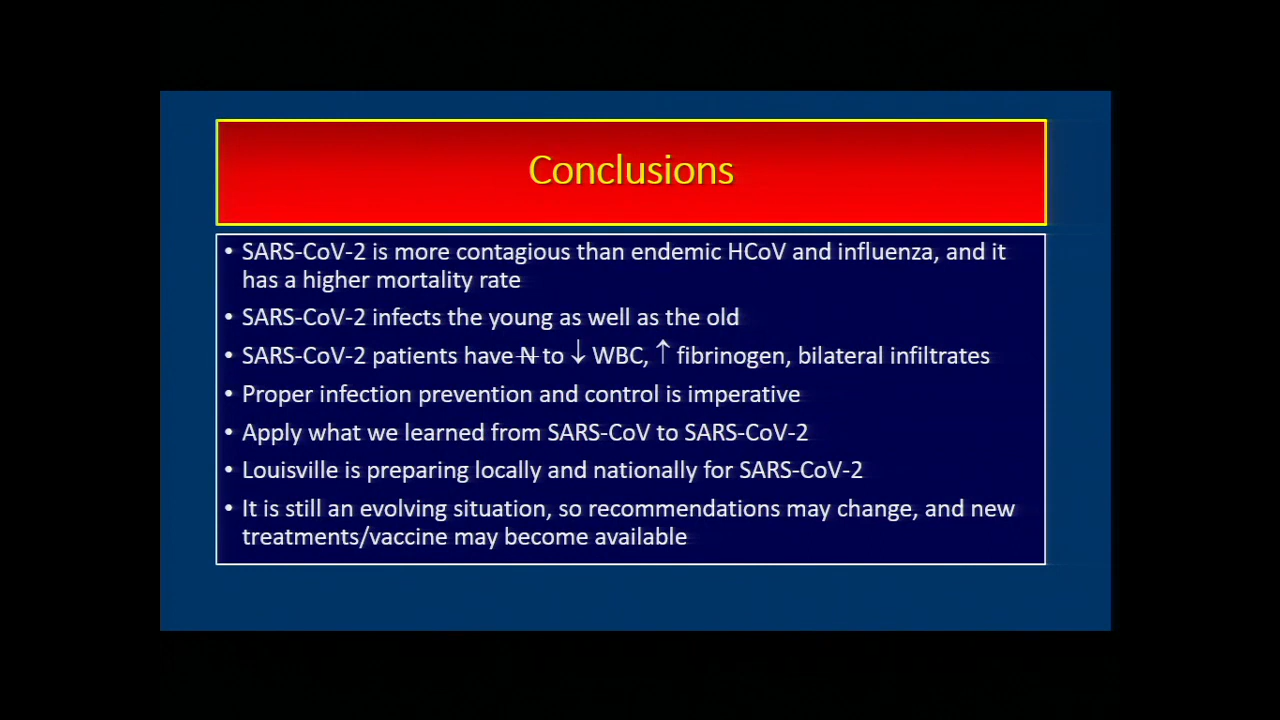 Conclusions
• SARS-CoV-2 is more contagious than endemic HCoV and influenza, and it
has a higher mortality rate
• SARS-CoV-2 infects the young as well as the old
• SARS-CoV-2 patients have N to ↓ WBC, ↑ fibrinogen, bilateral infiltrates
• Proper infection prevention and control is imperative
• Apply what we learned from SARS-CoV to SARS-CoV-2
• Louisville is preparing locally and nationally for SARS-CoV-2
• It is still an evolving situation, so recommendations may change, and new
treatments/vaccine may become available